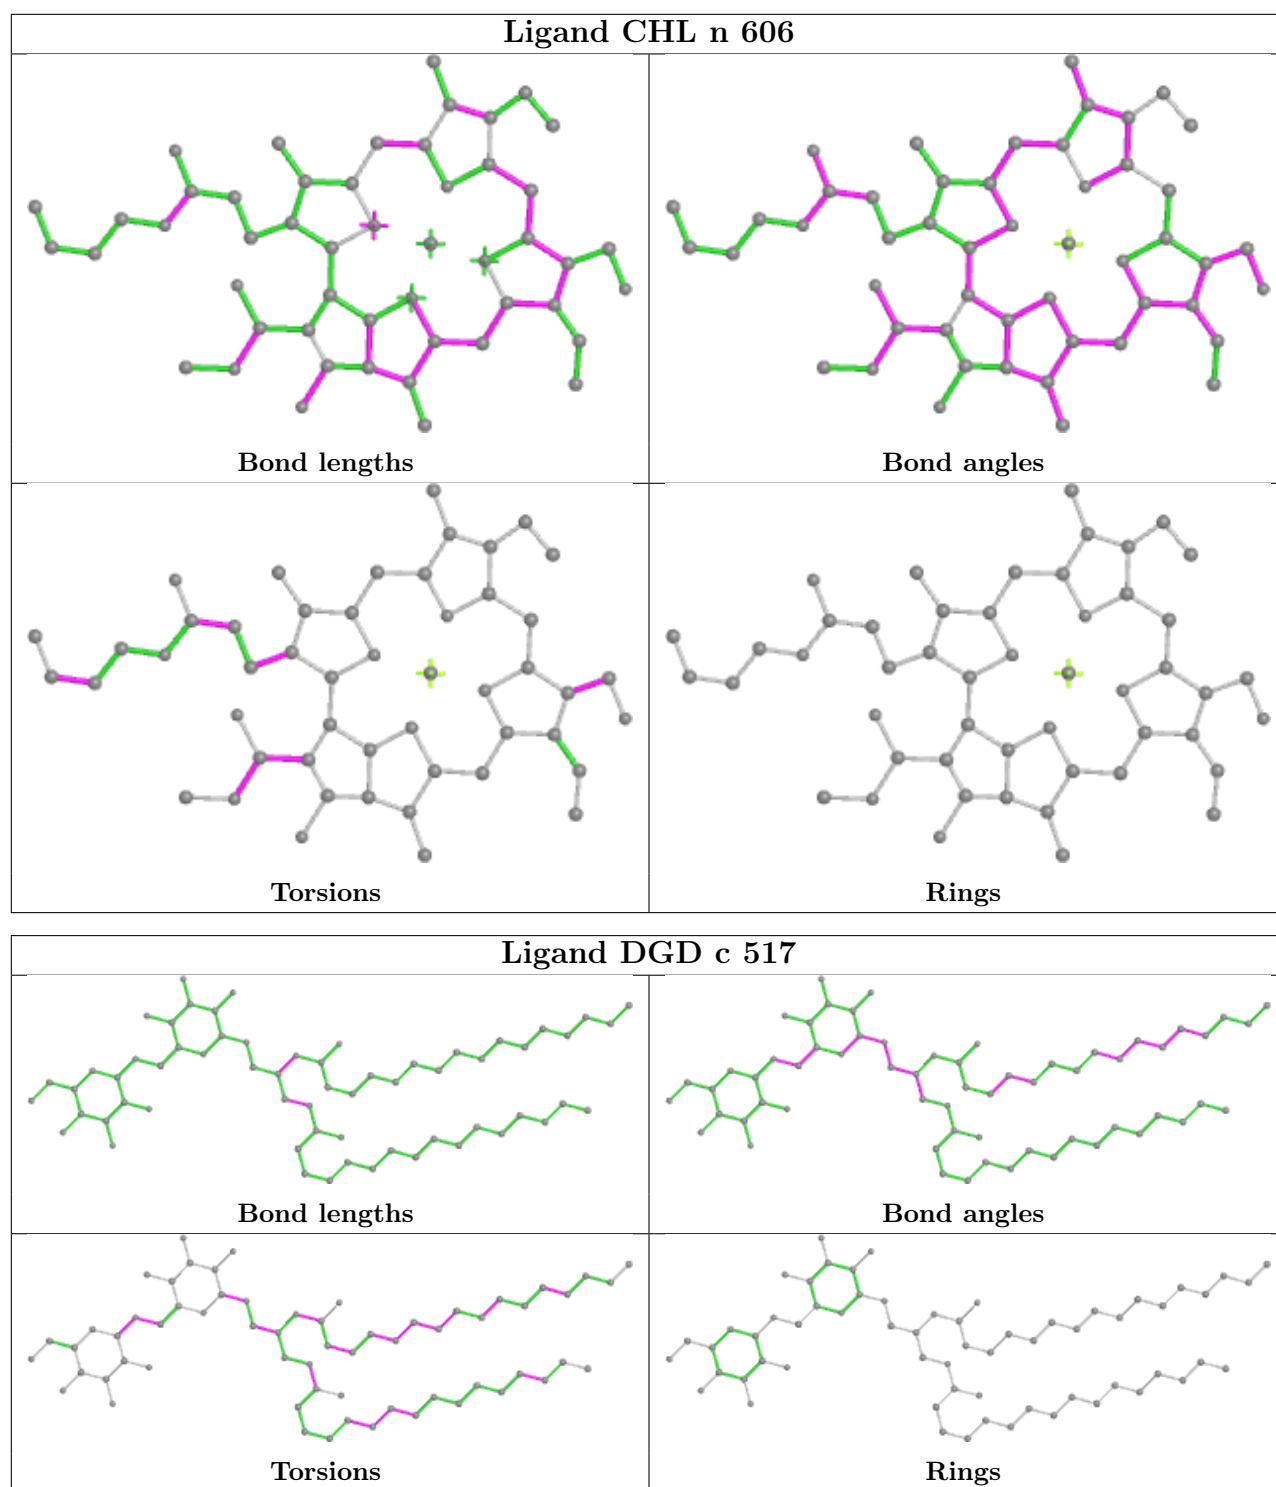 Ligand CHL n 606
Bond lengths
Bond angles
Torsions
Rings
Ligand DGD c 517
Bond lengths
Bond angles
Torsions
Rings